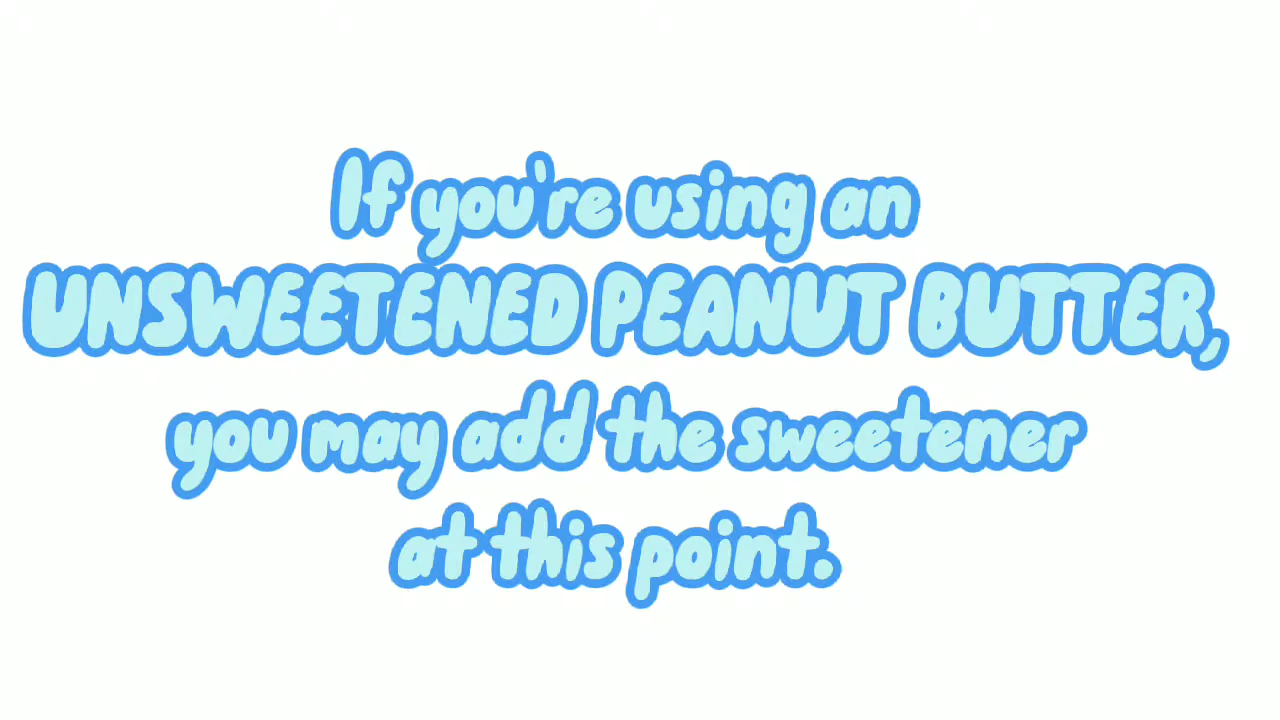 If you're using an
UNSWEETENED PEANUT BUTTER,
you may add the sweetener
at this point.